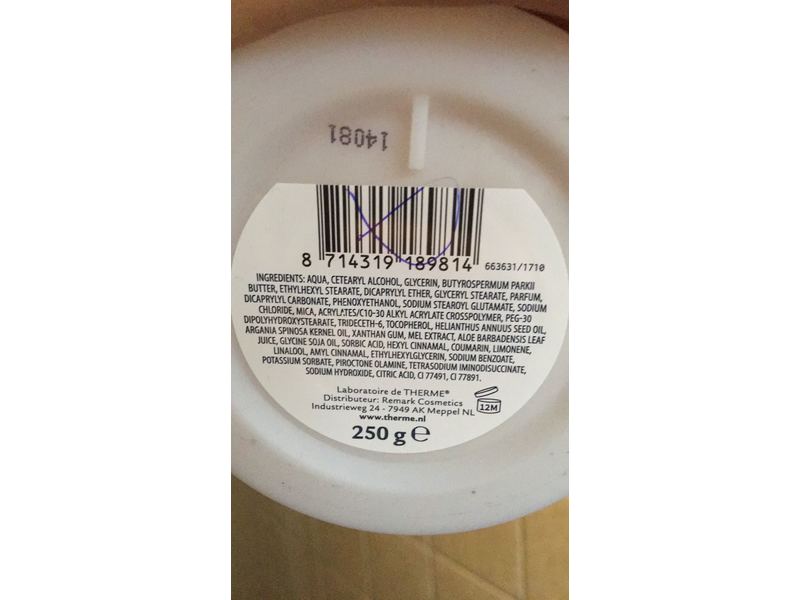 14081
8 714319 189814 663631/1710
INGREDIENTS: AQUA, CETEARYL ALCOHOL, GLYCERIN, BUTYROSPERMUM PARKII
BUTTER, ETHYLHEXYL STEARATE, DICAPRYLYL ETHER, GLYCERYL STEARATE, PARFUM,
DICAPRYLYL CARBONATE, PHENOXYETHANOL, SODIUM STEAROYL GLUTAMATE, SODIUM
CHLORIDE, MICA, ACRYLATES/C10-30 ALKYL ACRYLATE CROSSPOLYMER, PEG-30
DIPOLYHYDROXYSTEARATE, TRIDECETH-6, TOCOPHEROL, HELIANTHUS ANNUUS SEED OIL,
ARGANIA SPINOSA KERNEL OIL, XANTHAN GUM, MEL EXTRACT, ALOE BARBADENSIS LEAF
JUICE, GLYCINE SOJA OIL, SORBIC ACID, HEXYL CINNAMAL, COUMARIN, LIMONENE,
LINALOOL, AMYL CINNAMAL, ETHYLHEXYLGLYCERIN, SODIUM BENZOATE,
POTASSIUM SORBATE, PIROCTONE OLAMINE, TETRASODIUM IMINODISUCCINATE,
SODIUM HYDROXIDE, CITRIC ACID, CI 77491, CI 77891.
Laboratoire de THERME®
Distributeur: Remark Cosmetics
Industrieweg 24 - 7949 AK Meppel NL
www.therme.nl
12M
250 g ℮